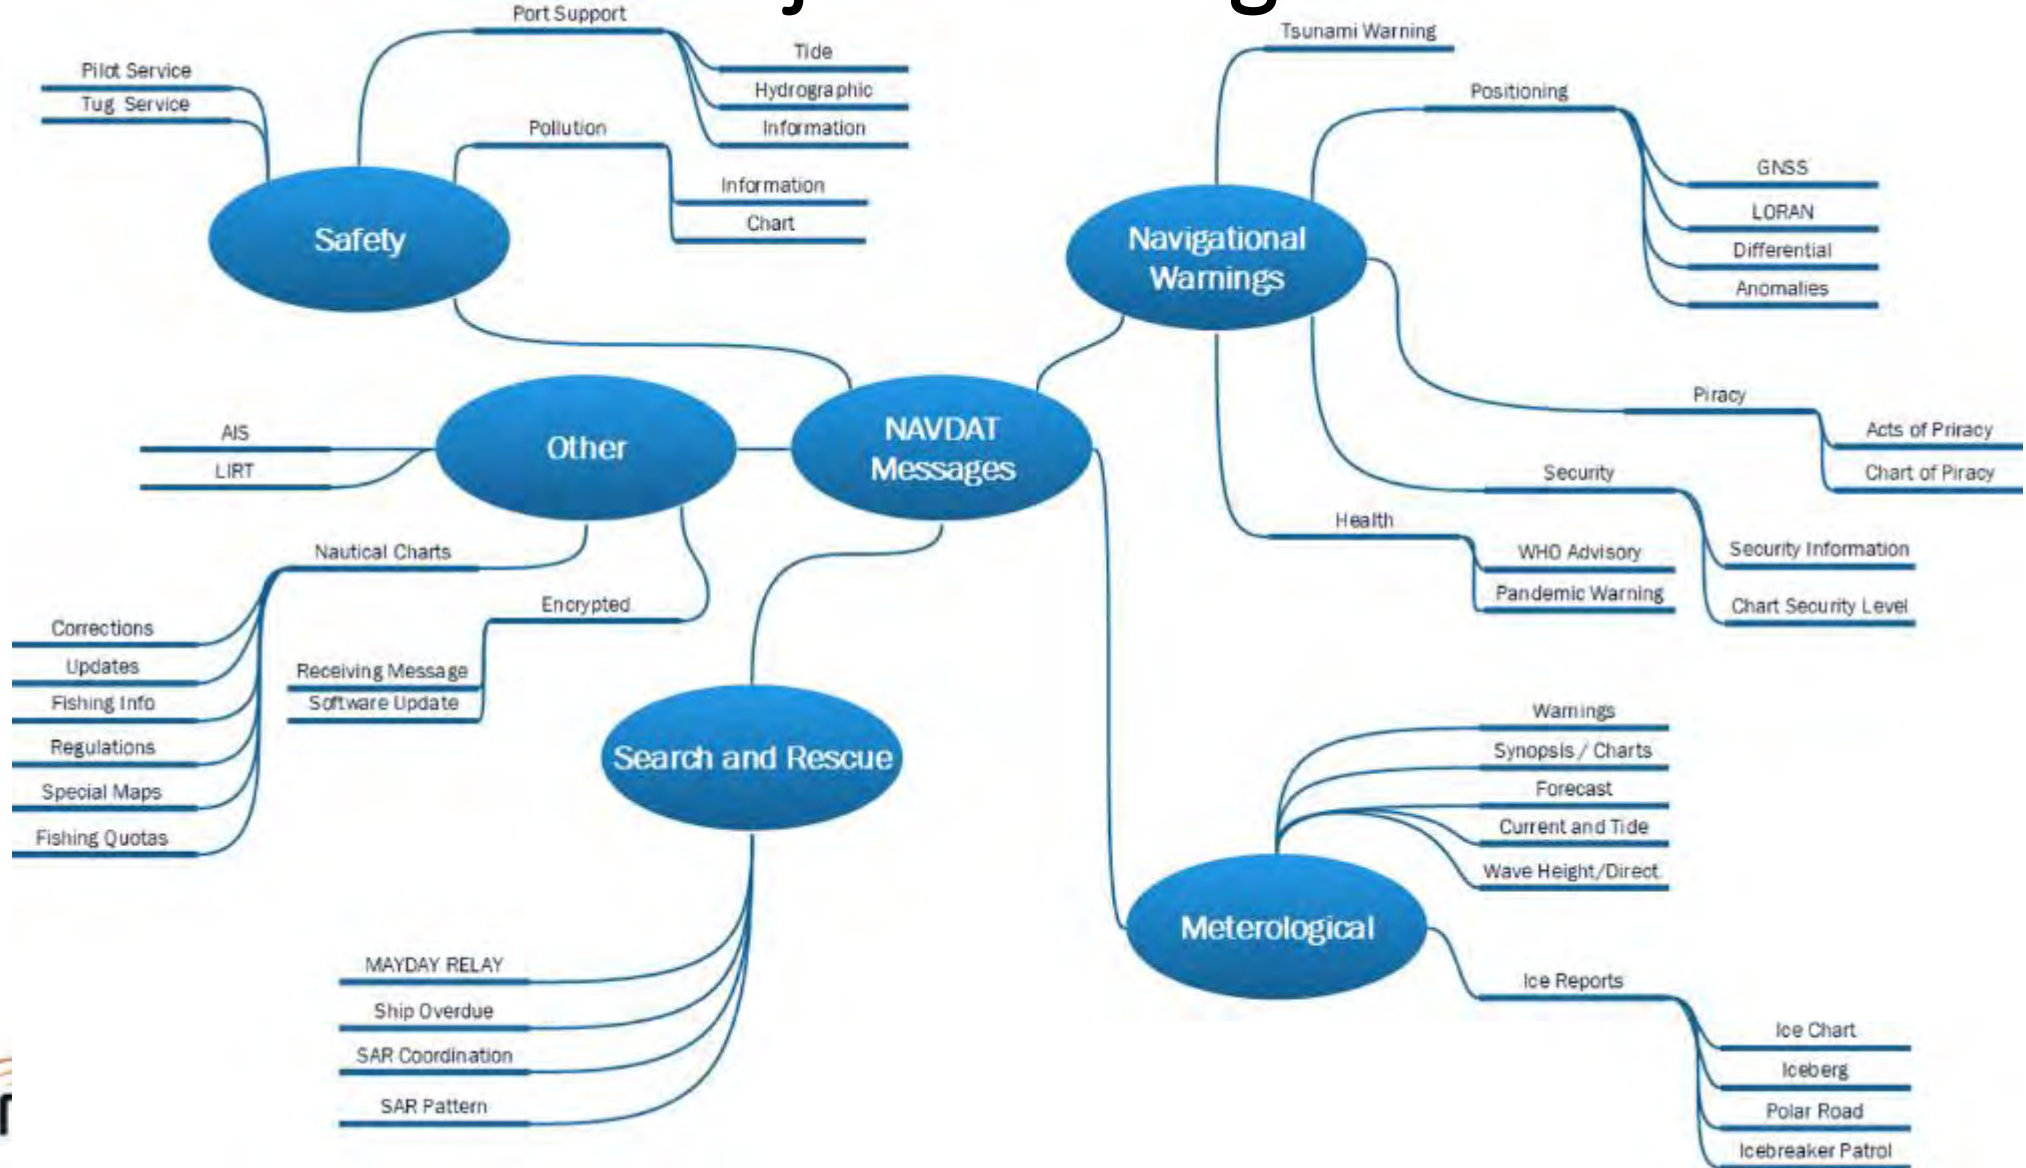 Port Support
Tide
Hydrographic
Information
Pilot Service
Tug Service
Pollution
Information
Chart
Safety
Tsunami Warning
Positioning
GNSS
LORAN
Differential
Anomalies
Navigational
Warnings
Piracy
Acts of Priracy
Chart of Piracy
Security
Security Information
Chart Security Level
Health
WHO Advisory
Pandemic Warning
NAVDAT
Messages
Other
AIS
LIRT
Nautical Charts
Corrections
Updates
Fishing Info
Regulations
Special Maps
Fishing Quotas
Encrypted
Receiving Message
Software Update
Search and Rescue
MAYDAY RELAY
Ship Overdue
SAR Coordination
SAR Pattern
Warnings
Synopsis / Charts
Forecast
Current and Tide
Wave Height/Direct.
Meterological
Ice Reports
Ice Chart
Iceberg
Polar Road
Icebreaker Patrol